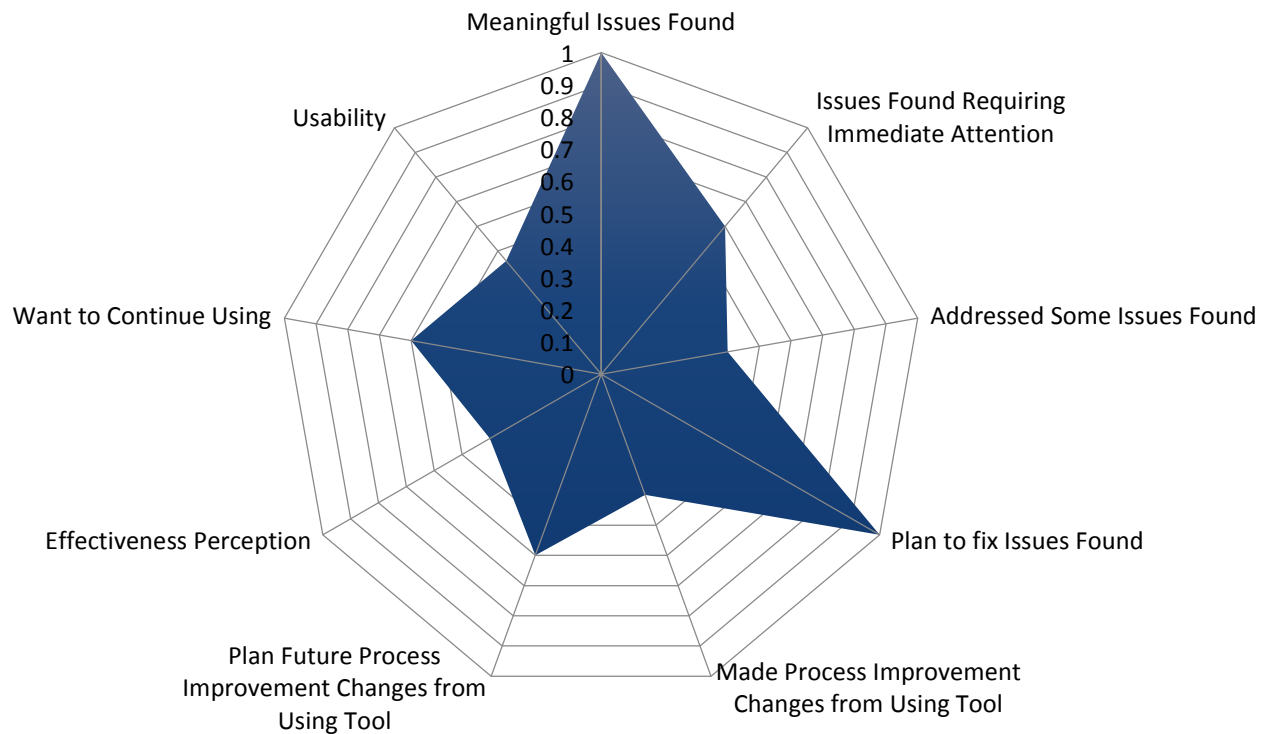 Meaningful Issues Found
1
0.9
0.8
0.7
0.6
0.5
0.4
0.3
0.2
0.1
0
Issues Found Requiring
Immediate Attention
Addressed Some Issues Found
Plan to fix Issues Found
Made Process Improvement
Changes from Using Tool
Plan Future Process
Improvement Changes from
Using Tool
Effectiveness Perception
Want to Continue Using
Usability